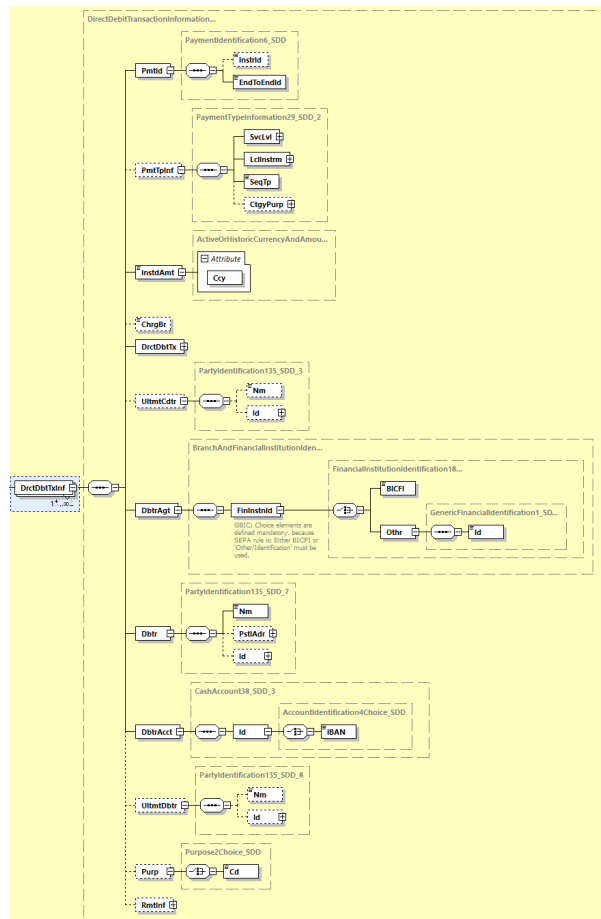 DirectDebitTransactionInformation...
PaymentIdentification6_SDD
InstrId
PmtId
EndToEndId
PaymentTypeInformation29_SDD_2
SvcLvl
LclInstrm
PmtTpInf
SeqTp
CtgyPurp
ActiveOrHistoricCurrencyAndAmou...
Attribute
InstdAmt
Ccy
ChrgBr
DrctDbtTx
PartyIdentification135_SDD_3
Nm
UltmtCdtr
Id
BranchAndFinancialInstitutionIden...
FinancialInstitutionIdentification18...
DrctDbtTxInf
1..∞
BICFI
DbtrAgt
FinInstnId
GenericFinancialIdentification1_SD...
GBIC: Choice elements are
defined mandatory, because
SEPA rule is: Either BICFI or
'Other/Identification' must be
used.
Othr
Id
PartyIdentification135_SDD_7
Nm
Dbtr
PstlAdr
Id
CashAccount38_SDD_3
AccountIdentification4Choice_SDD
DbtrAcct
Id
IBAN
PartyIdentification135_SDD_8
Nm
UltmtDbtr
Id
Purpose2Choice_SDD
Purp
Cd
RmtInf